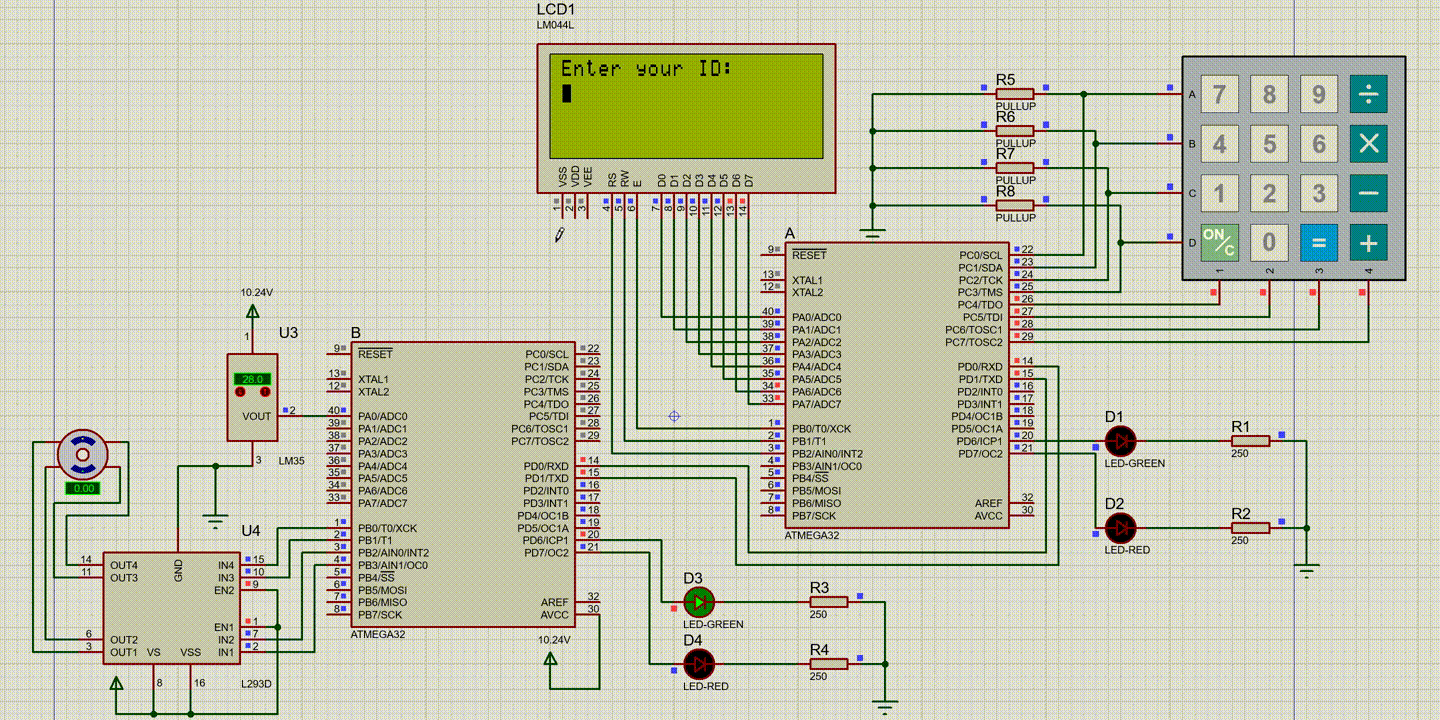 LCD1
LM044L
Enter your ID:
VSS VDD VEE RS RW E D0 D1 D2 D3 D4 D5 D6 D7
1 2 3 4 5 6 7 8 9 10 11 12 13 14
R5
PULLUP
R6
PULLUP
R7
PULLUP
R8
PULLUP
A 7 8 9 ÷
B 4 5 6 ×
C 1 2 3 −
D ON/C 0 = +
1 2 3 4
A
9 RESET PC0/SCL 22
PC1/SDA 23
13 XTAL1 PC2/TCK 24
12 XTAL2 PC3/TMS 25
PC4/TDO 26
40 PA0/ADC0 PC5/TDI 27
39 PA1/ADC1 PC6/TOSC1 28
38 PA2/ADC2 PC7/TOSC2 29
37 PA3/ADC3
36 PA4/ADC4 PD0/RXD 14
35 PA5/ADC5 PD1/TXD 15
34 PA6/ADC6 PD2/INT0 16
33 PA7/ADC7 PD3/INT1 17
PD4/OC1B 18
1 PB0/T0/XCK PD5/OC1A 19
2 PB1/T1 PD6/ICP1 20
3 PB2/AIN0/INT2 PD7/OC2 21
4 PB3/AIN1/OC0
5 PB4/SS
6 PB5/MOSI
7 PB6/MISO AREF 32
8 PB7/SCK AVCC 30
ATMEGA32
D1
LED-GREEN
R1
250
D2
LED-RED
R2
250
10.24V
1
U3
28.0
VOUT 2
3
LM35
0.00
B
9 RESET PC0/SCL 22
PC1/SDA 23
13 XTAL1 PC2/TCK 24
12 XTAL2 PC3/TMS 25
PC4/TDO 26
40 PA0/ADC0 PC5/TDI 27
39 PA1/ADC1 PC6/TOSC1 28
38 PA2/ADC2 PC7/TOSC2 29
37 PA3/ADC3
36 PA4/ADC4 PD0/RXD 14
35 PA5/ADC5 PD1/TXD 15
34 PA6/ADC6 PD2/INT0 16
33 PA7/ADC7 PD3/INT1 17
PD4/OC1B 18
1 PB0/T0/XCK PD5/OC1A 19
2 PB1/T1 PD6/ICP1 20
3 PB2/AIN0/INT2 PD7/OC2 21
4 PB3/AIN1/OC0
5 PB4/SS
6 PB5/MOSI
7 PB6/MISO AREF 32
8 PB7/SCK AVCC 30
ATMEGA32
10.24V
U4
14 OUT4 GND IN4 15
11 OUT3 IN3 10
EN2 9
EN1 1
6 OUT2 IN2 7
3 OUT1 VS VSS IN1 2
8 16
L293D
D3
LED-GREEN
R3
250
D4
LED-RED
R4
250